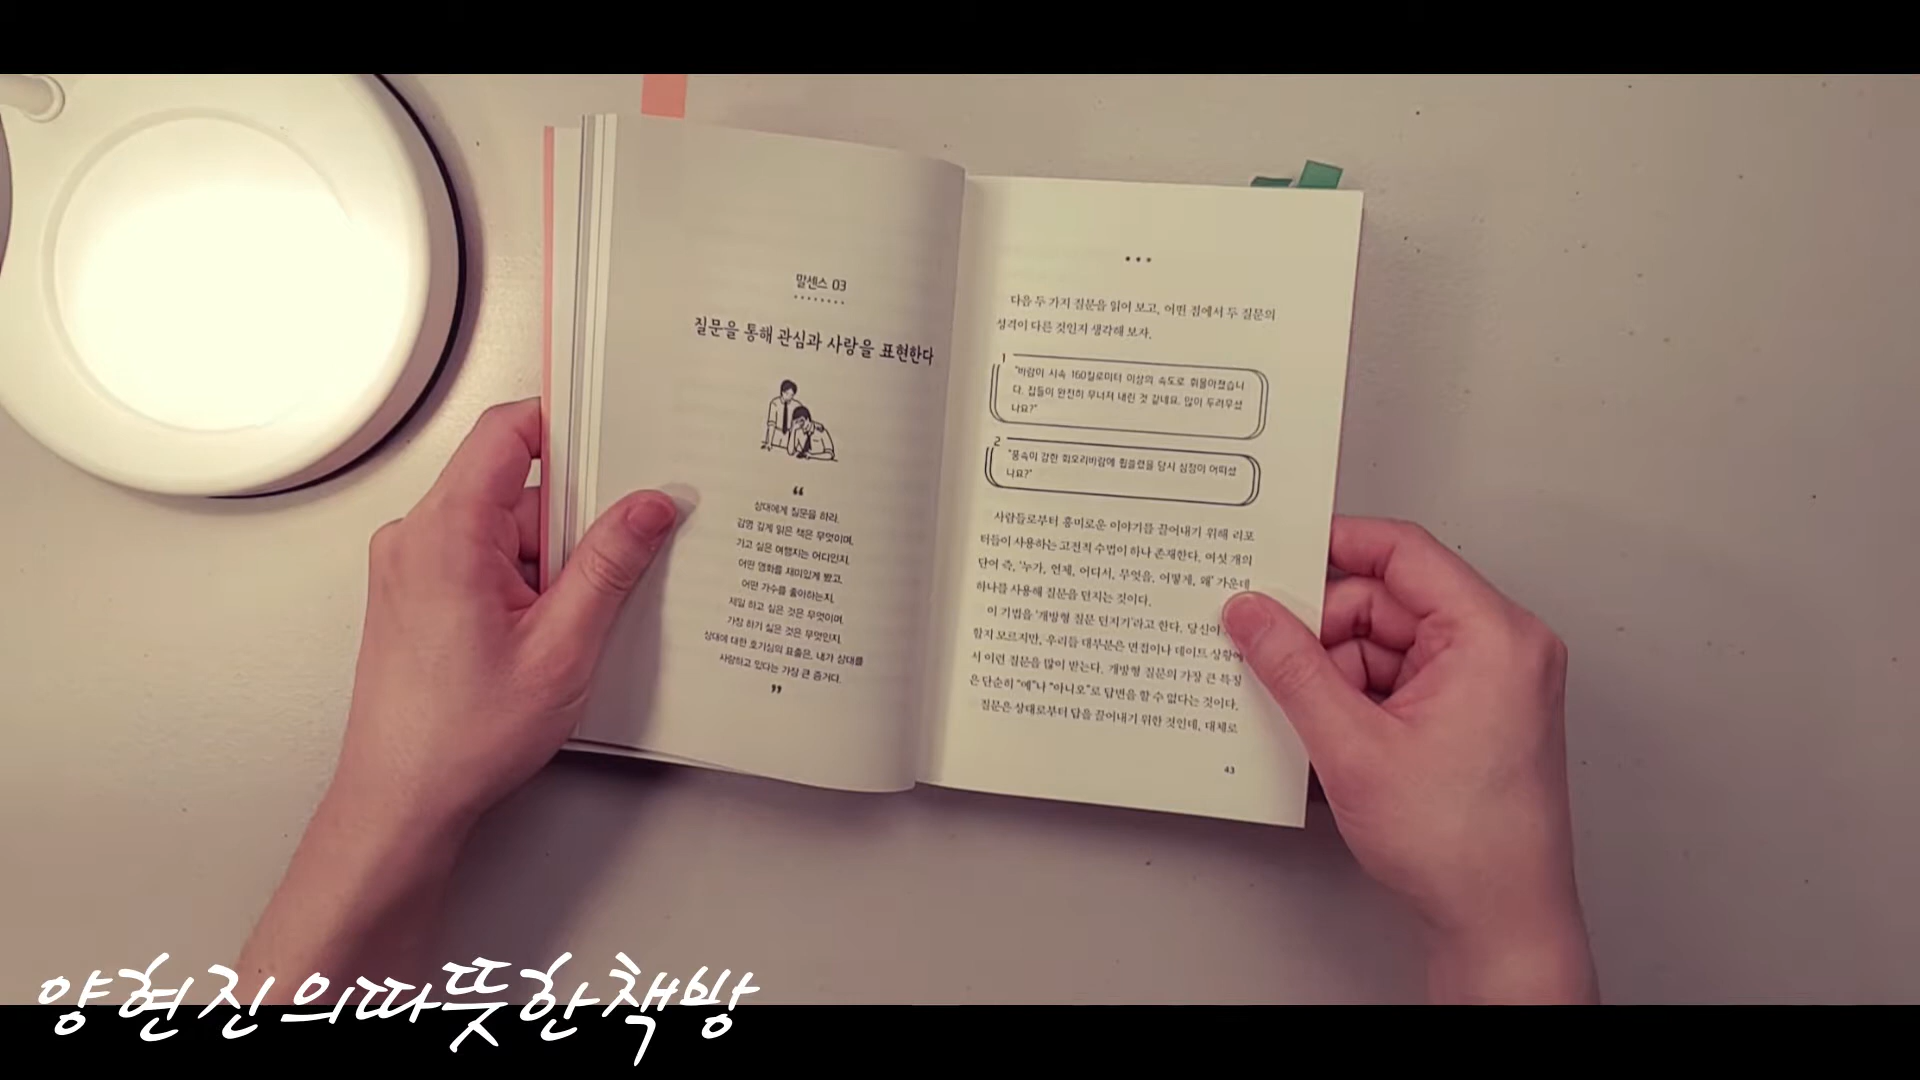 말센스 03
질문을 통해 관심과 사랑을 표현한다
“
상대에게 질문을 하라.
감명 깊게 읽은 책은 무엇이며,
가고 싶은 여행지는 어디인지,
어떤 영화를 재미있게 봤고,
어떤 가수를 좋아하는지,
제일 하고 싶은 것은 무엇이며,
가장 하기 싫은 것은 무엇인지.
상대에 대한 호기심의 표출은, 내가 상대를
사랑하고 있다는 가장 큰 증거다.
”
•••
다음 두 가지 질문을 읽어 보고, 어떤 점에서 두 질문의
성격이 다른 것인지 생각해 보자.
1
"바람이 시속 160킬로미터 이상의 속도로 휘몰아쳤습니
다. 집들이 완전히 무너져 내린 것 같네요. 많이 두려우셨
나요?"
2
"풍속이 강한 회오리바람에 휩쓸렸을 당시 심정이 어떠셨
나요?"
사람들로부터 흥미로운 이야기를 끌어내기 위해 리포
터들이 사용하는 고전적 수법이 하나 존재한다. 여섯 개의
단어 즉, '누가, 언제, 어디서, 무엇을, 어떻게, 왜' 가운데
하나를 사용해 질문을 던지는 것이다.
이 기법을 '개방형 질문 던지기'라고 한다. 당신이
할지 모르지만, 우리들 대부분은 면접이나 데이트 상황에
서 이런 질문을 많이 받는다. 개방형 질문의 가장 큰 특징
은 단순히 "예"나 "아니오"로 답변을 할 수 없다는 것이다.
질문은 상대로부터 답을 끌어내기 위한 것인데, 대체로
43
양현진의따뜻한책방